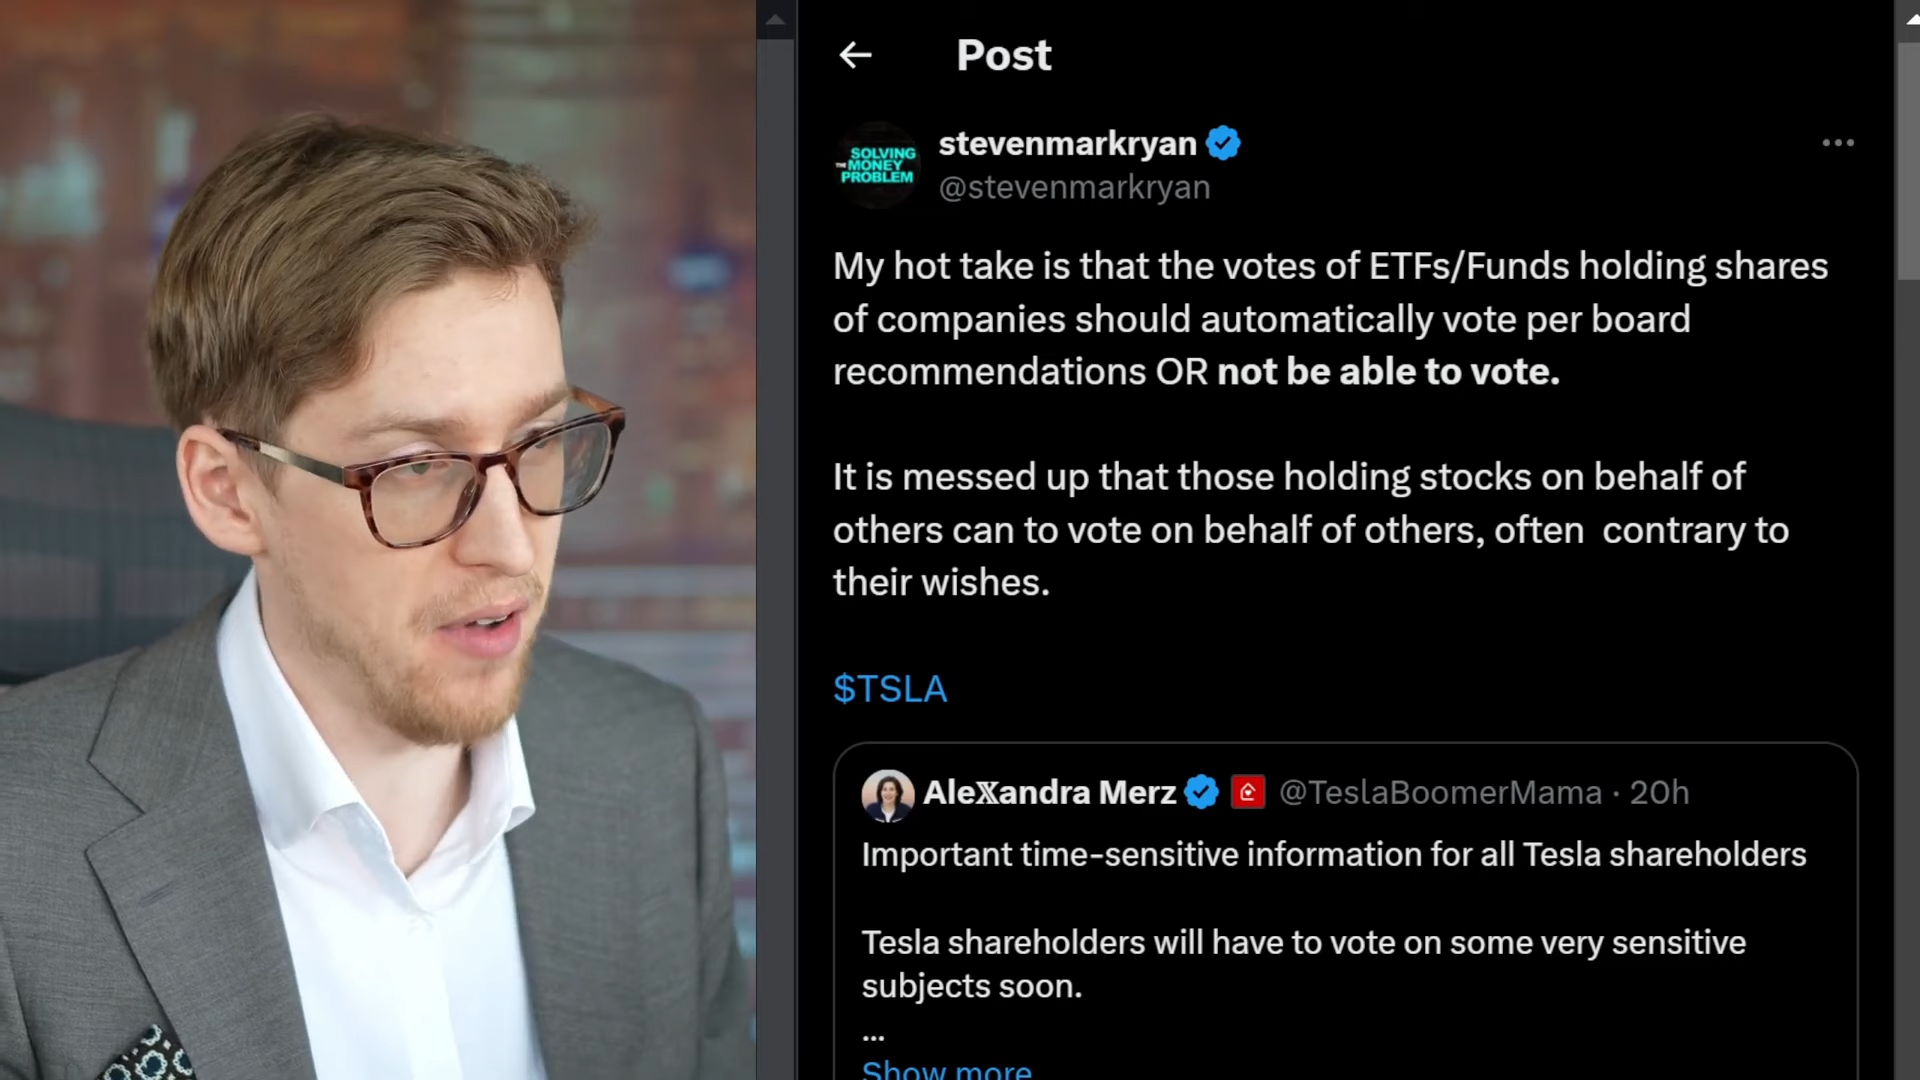 Post
SOLVING
THE MONEY
PROBLEM
stevenmarkryan
@stevenmarkryan
My hot take is that the votes of ETFs/Funds holding shares
of companies should automatically vote per board
recommendations OR not be able to vote.
It is messed up that those holding stocks on behalf of
others can to vote on behalf of others, often  contrary to
their wishes.
$TSLA
Ale𝕏andra Merz @TeslaBoomerMama · 20h
Important time-sensitive information for all Tesla shareholders
Tesla shareholders will have to vote on some very sensitive
subjects soon.
...
Show more